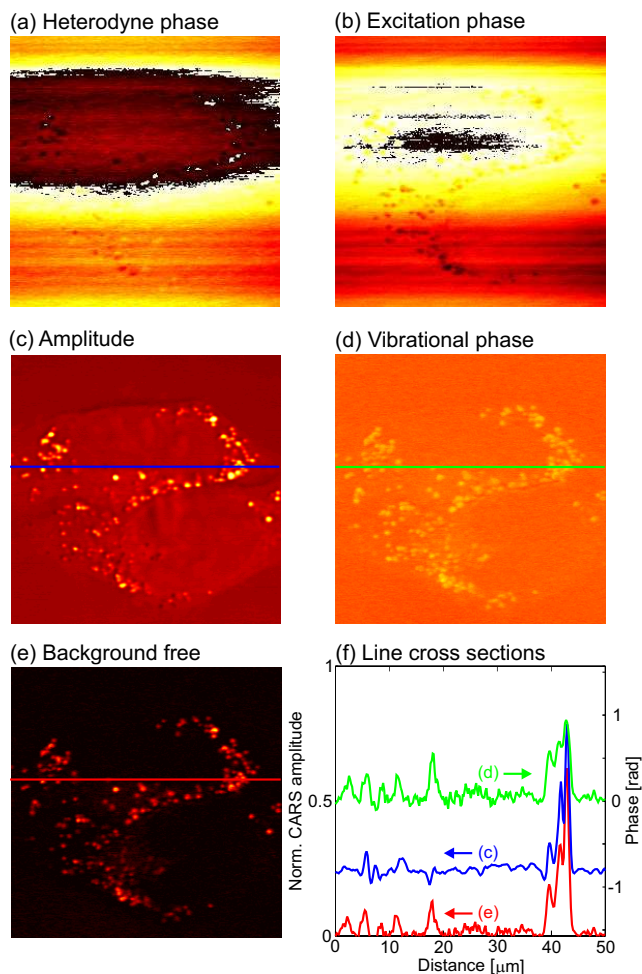 (a) Heterodyne phase
(b) Excitation phase
(c) Amplitude
(d) Vibrational phase
(e) Background free
(f) Line cross sections
1
0.5
0
Norm. CARS amplitude
(d)
(c)
(e)
1
0
-1
Phase [rad]
0 10 20 30 40 50
Distance [μm]